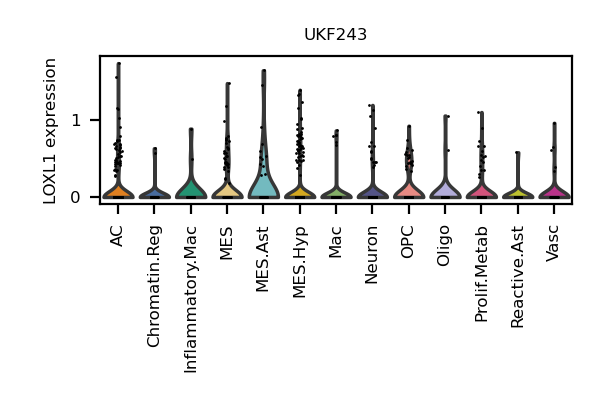 UKF243
LOXL1 expression
1
0
AC
Chromatin.Reg
Inflammatory.Mac
MES
MES.Ast
MES.Hyp
Mac
Neuron
OPC
Oligo
Prolif.Metab
Reactive.Ast
Vasc